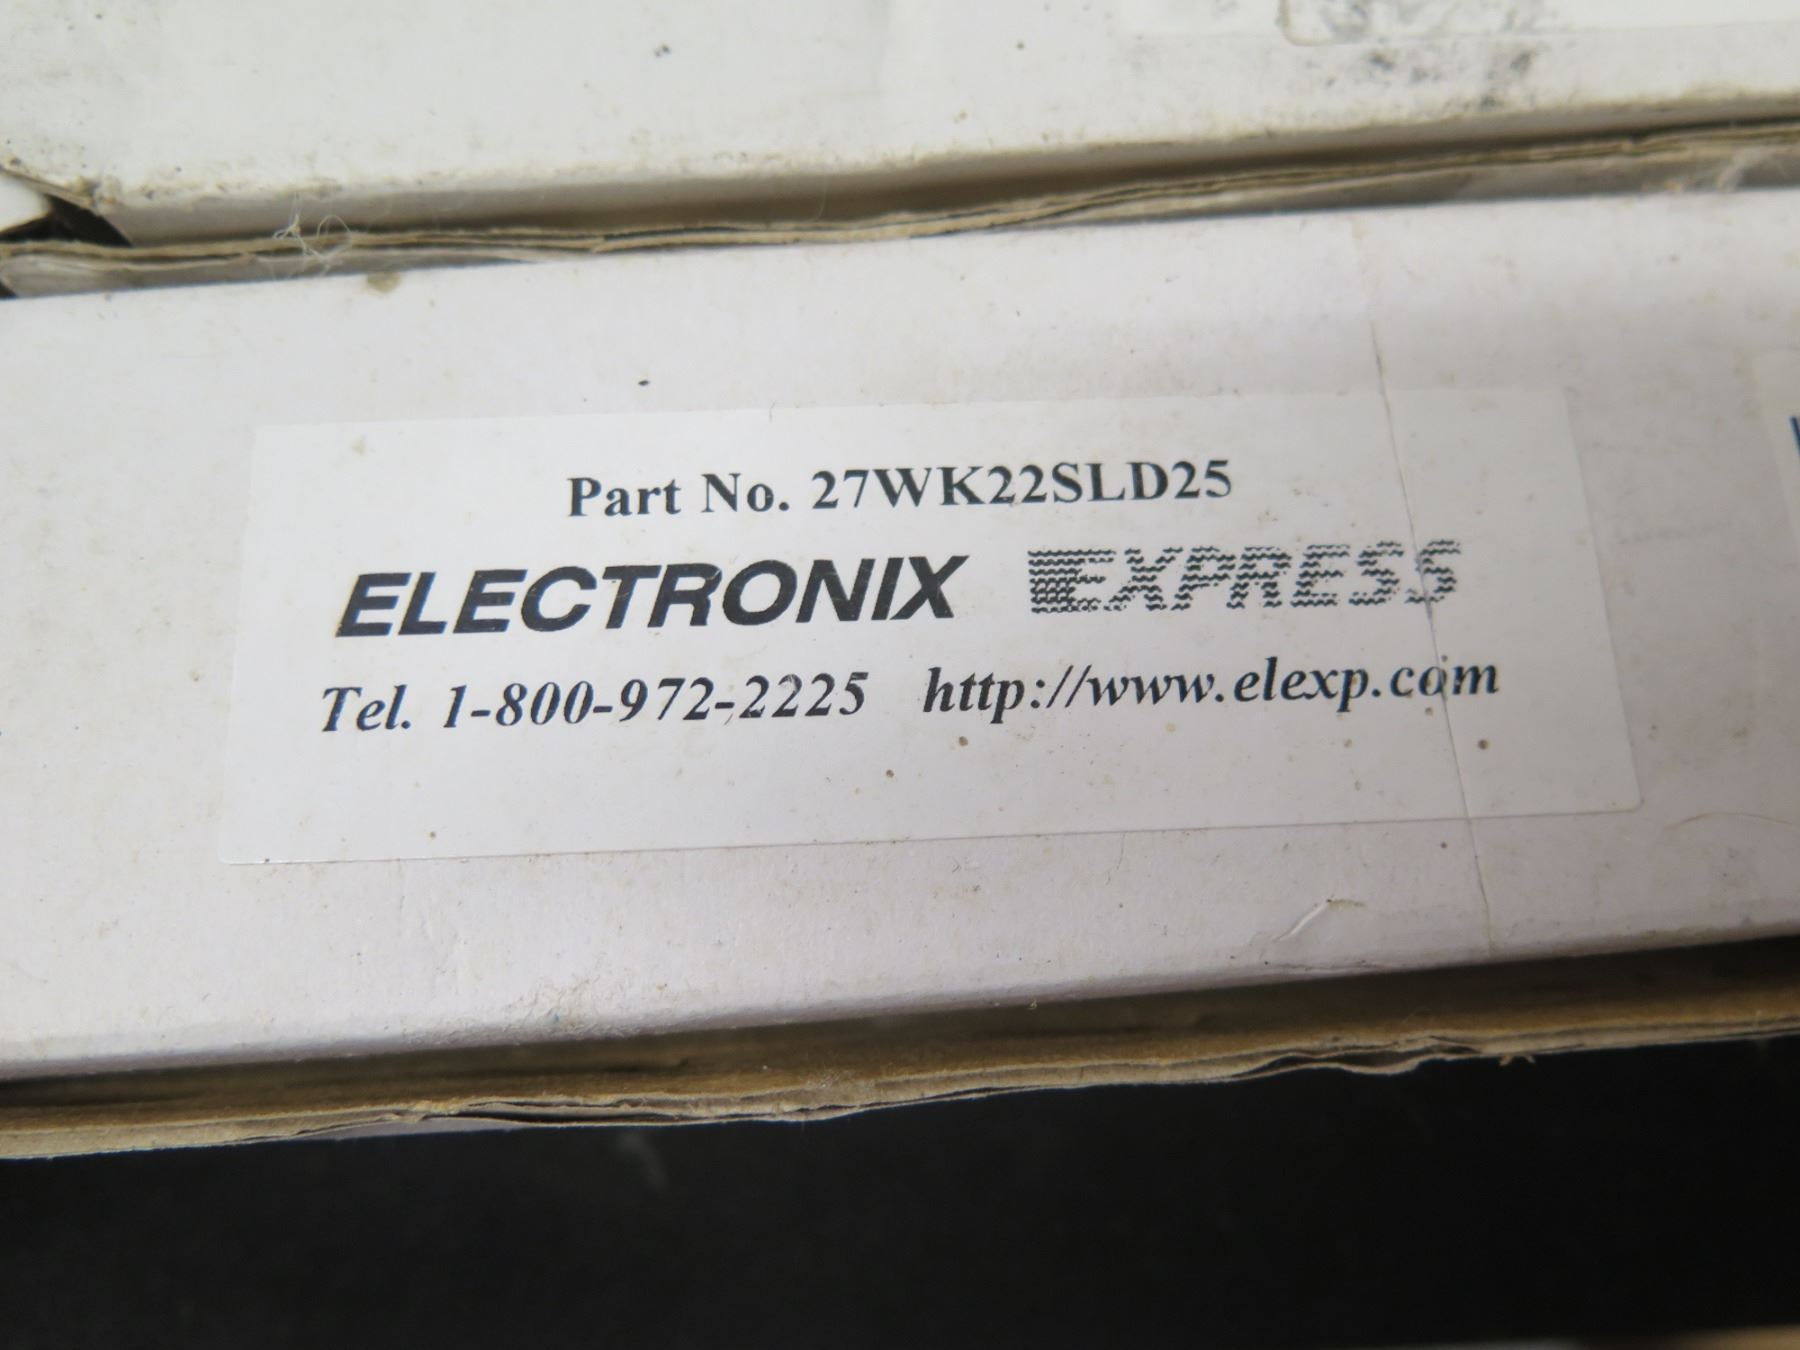 Part No. 27WK22SLD25
ELECTRONIX EXPRESS
Tel. 1-800-972-2225 http://www.elexp.com